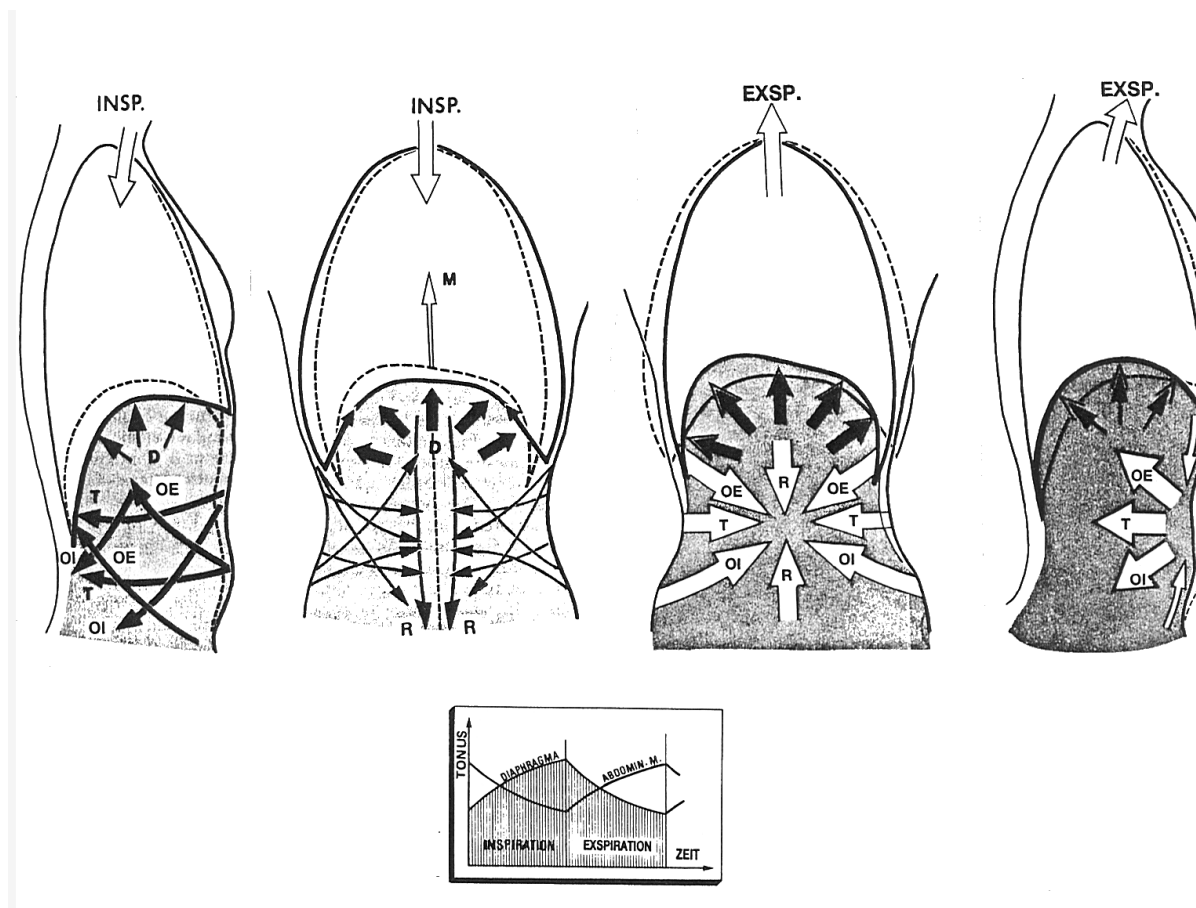 INSP.
INSP.
EXSP.
EXSP.
M
D
D
T
OE
OI
OE
T
OI
R
R
OE
R
OE
T
T
OI
R
OI
OE
T
OI
TONUS
DIAPHRAGMA
ABDOMIN. M.
INSPIRATION
EXSPIRATION
ZEIT